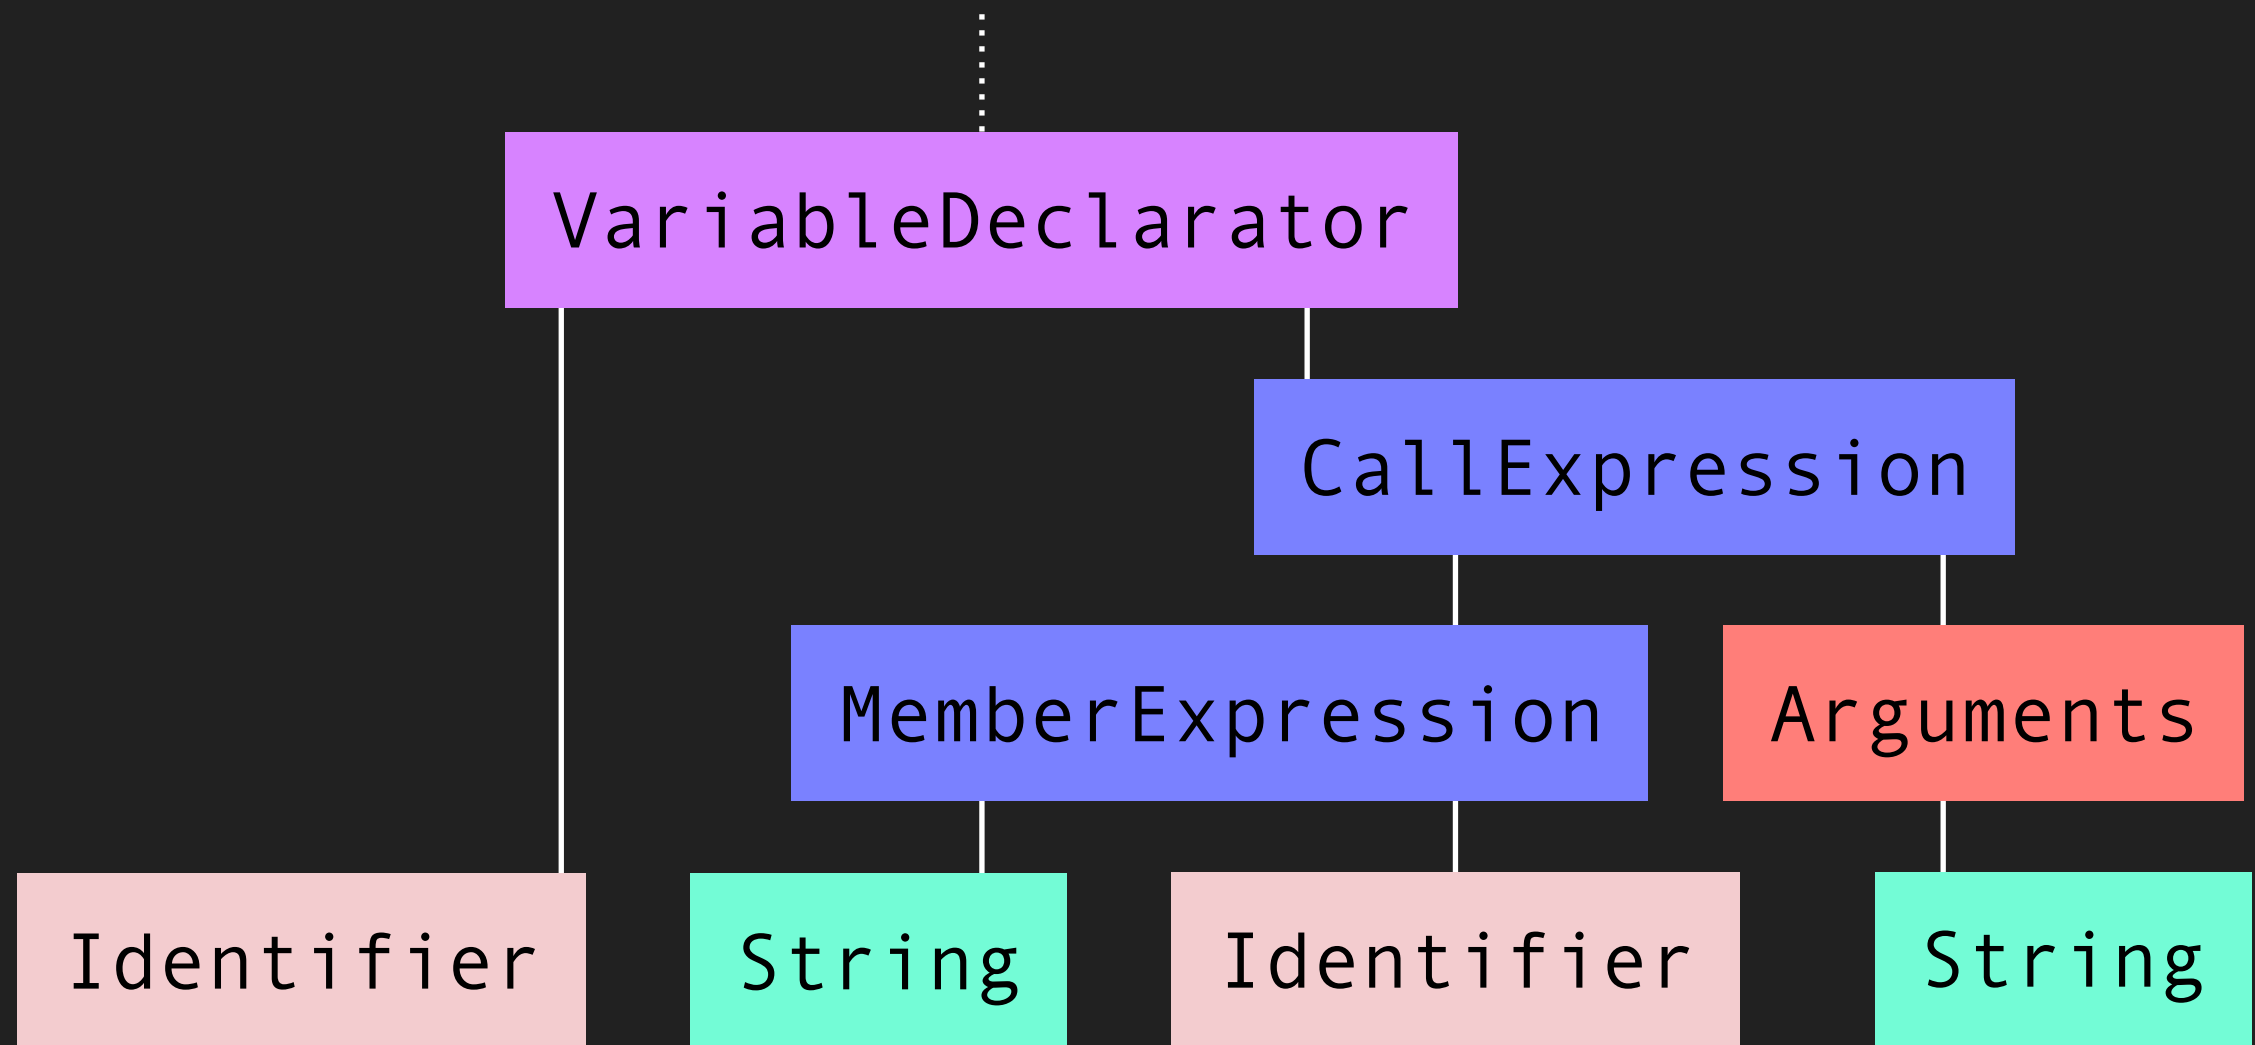 VariableDeclarator
CallExpression
MemberExpression
Arguments
Identifier
String
Identifier
String